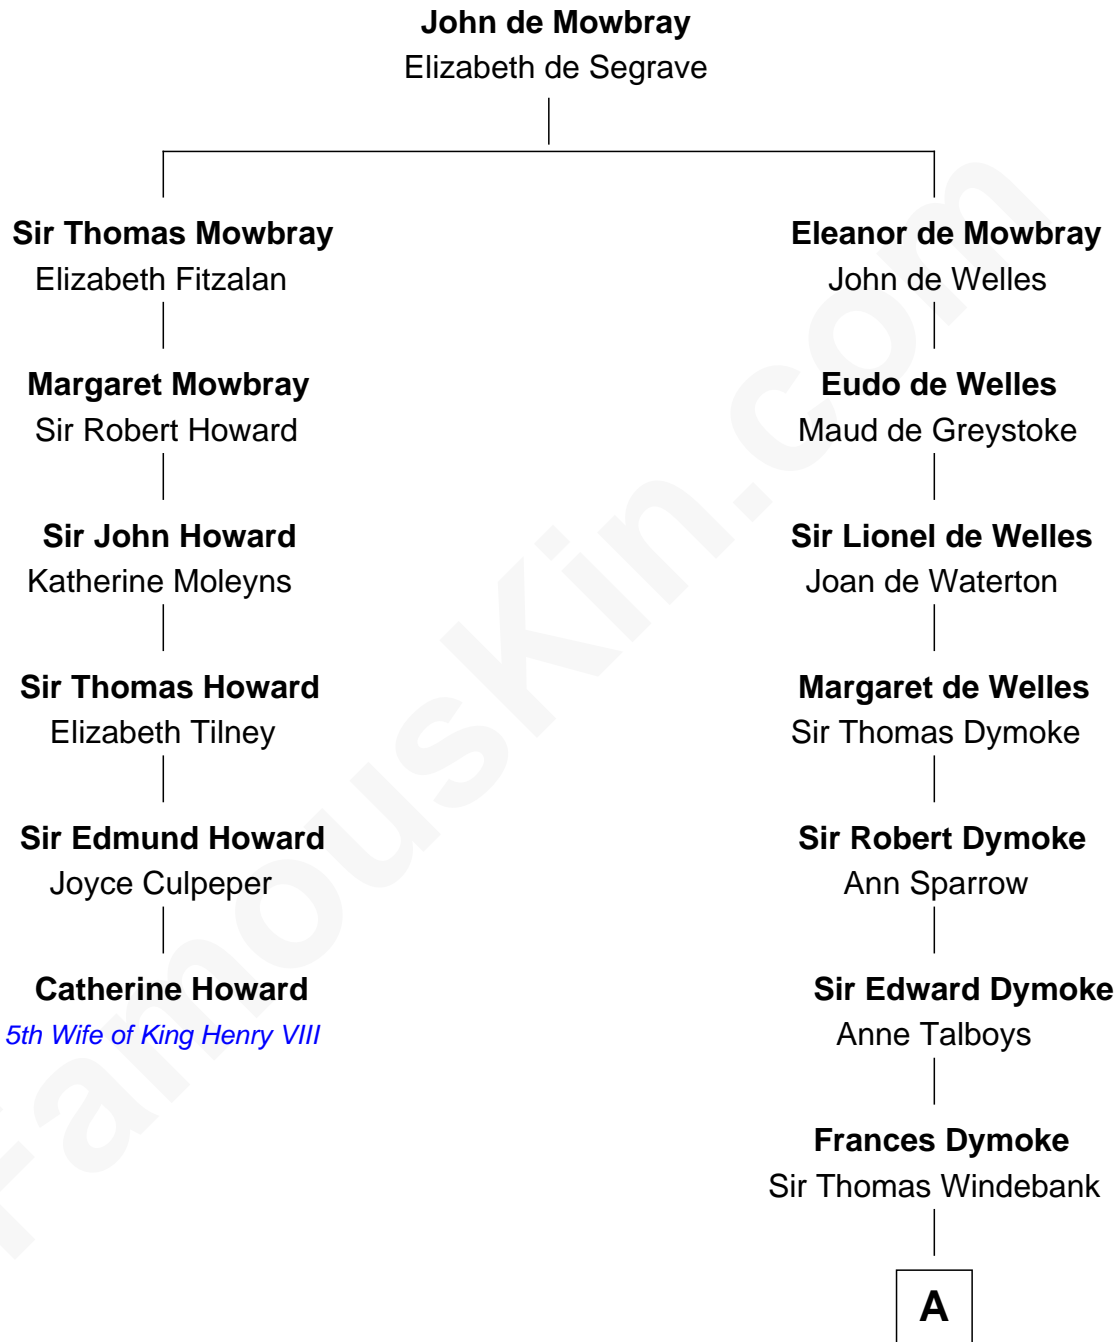 John de Mowbray
Elizabeth de Segrave
Sir Thomas Mowbray
Elizabeth Fitzalan
Margaret Mowbray
Sir Robert Howard
Sir John Howard
Katherine Moleyns
Sir Thomas Howard
Elizabeth Tilney
Sir Edmund Howard
Joyce Culpeper
Catherine Howard
5th Wife of King Henry VIII
Eleanor de Mowbray
John de Welles
Eudo de Welles
Maud de Greystoke
Sir Lionel de Welles
Joan de Waterton
Margaret de Welles
Sir Thomas Dymoke
Sir Robert Dymoke
Ann Sparrow
Sir Edward Dymoke
Anne Talboys
Frances Dymoke
Sir Thomas Windebank
A
FamousKin.com